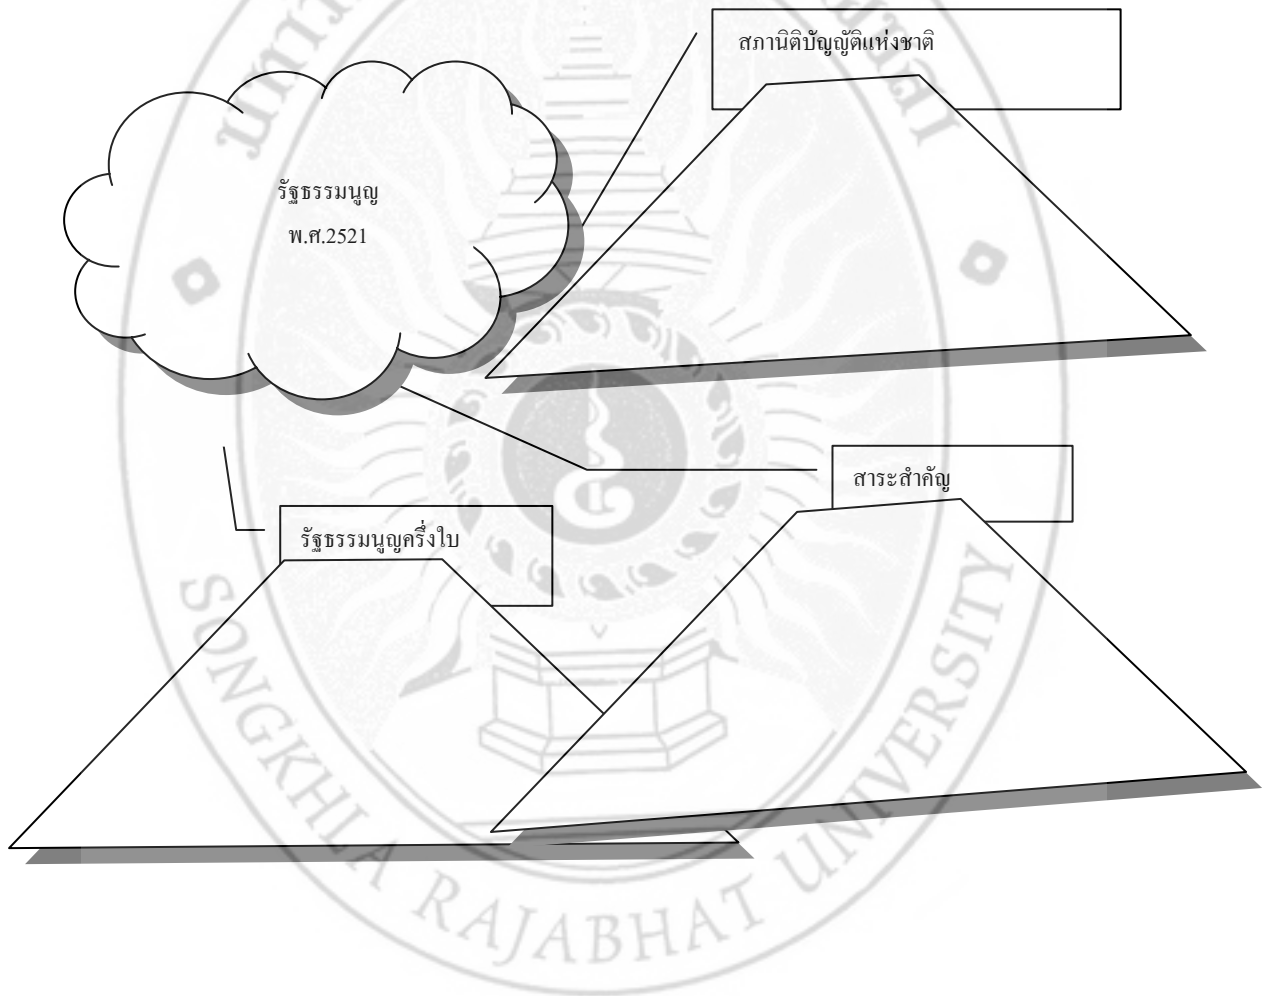 สภานิติบัญญัติแห่งชาติ
รัฐธรรมนูญ
พ.ศ.2521
สาระสำคัญ
รัฐธรรมนูญครึ่งใบ
SONGKHLA RAJABHAT UNIVERSITY